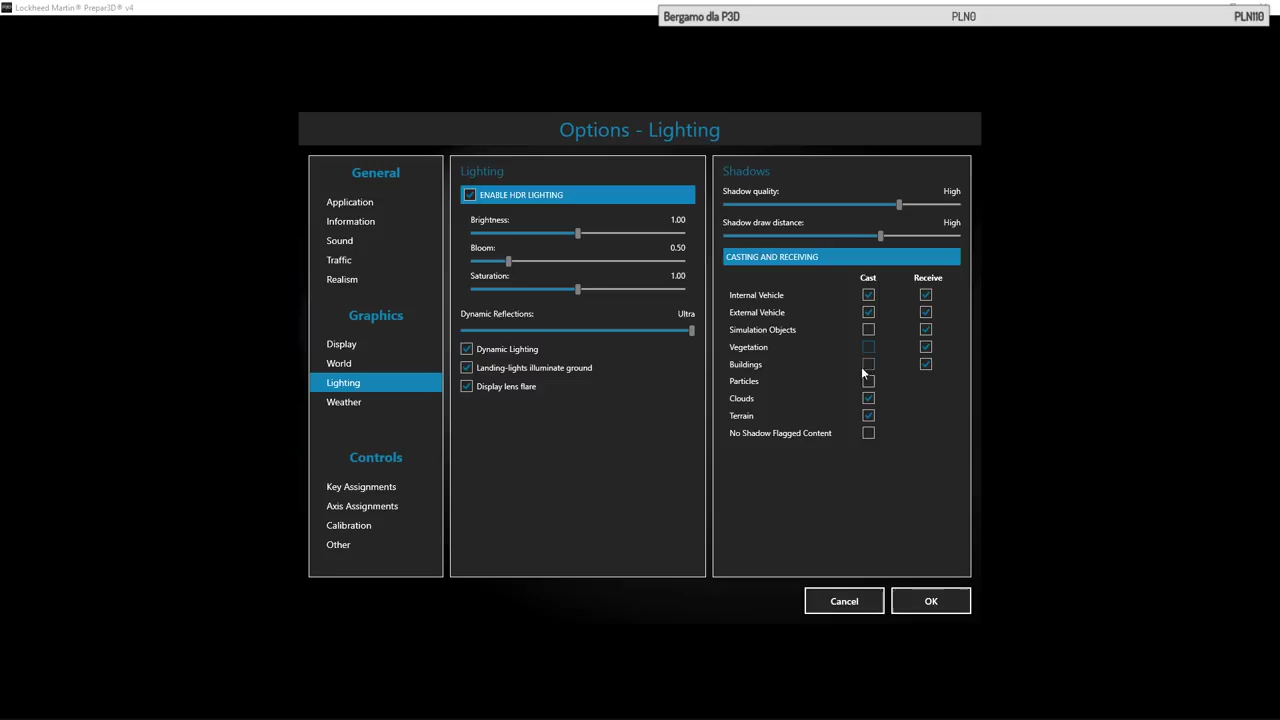 Lockheed Martin® Prepar3D® v4
Bergamo dla P3D PLN0 PLN110
Options - Lighting
General
Application
Information
Sound
Traffic
Realism
Graphics
Display
World
Lighting
Weather
Controls
Key Assignments
Axis Assignments
Calibration
Other
Lighting
ENABLE HDR LIGHTING
Brightness: 1.00
Bloom: 0.50
Saturation: 1.00
Dynamic Reflections: Ultra
Dynamic Lighting
Landing-lights illuminate ground
Display lens flare
Shadows
Shadow quality: High
Shadow draw distance: High
CASTING AND RECEIVING
Cast Receive
Internal Vehicle
External Vehicle
Simulation Objects
Vegetation
Buildings
Particles
Clouds
Terrain
No Shadow Flagged Content
Cancel OK